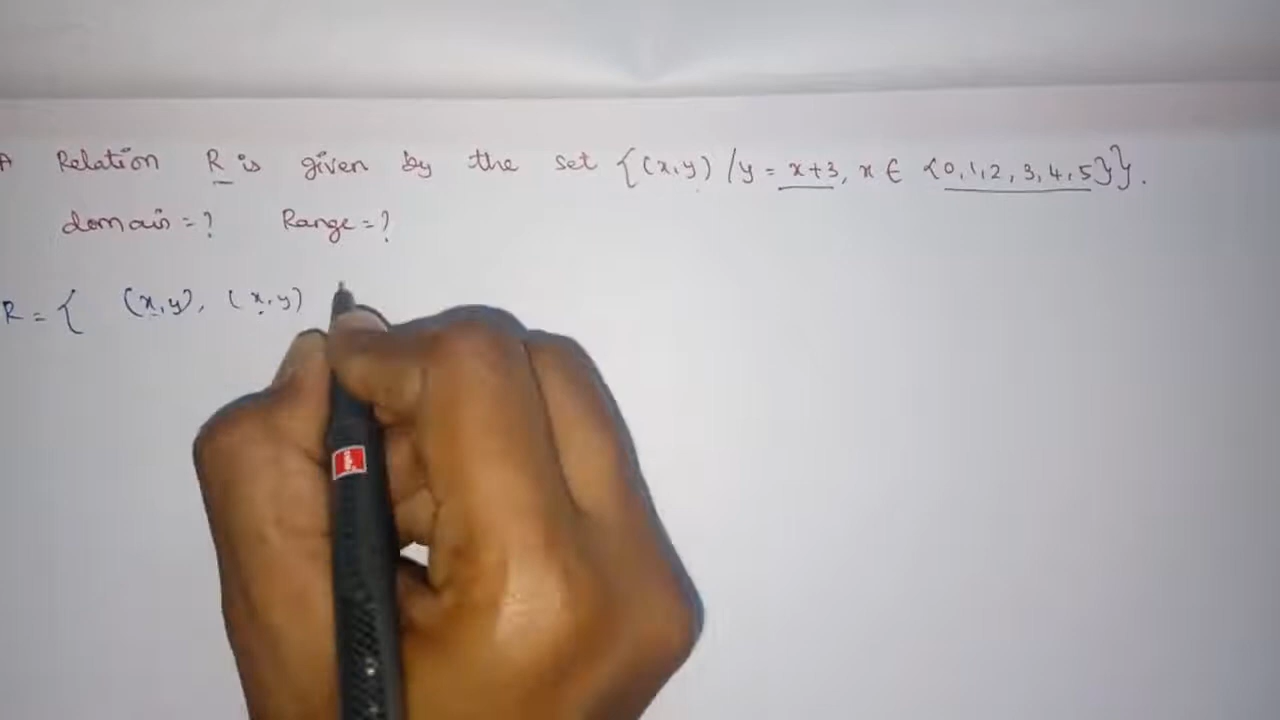 A Relation R is given by the set {(x,y) / y = x+3, x ∈ {0,1,2,3,4,5}}.
domain = ? Range = ?
R = { (x,y), (x,y)